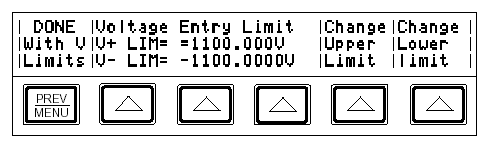 | DONE |Voltage Entry Limit |Change|Change |
|With V|V+ LIM= =1100.000V |Upper |Lower |
|Limits|V- LIM= -1100.0000V |Limit |limit |
PREV
MENU